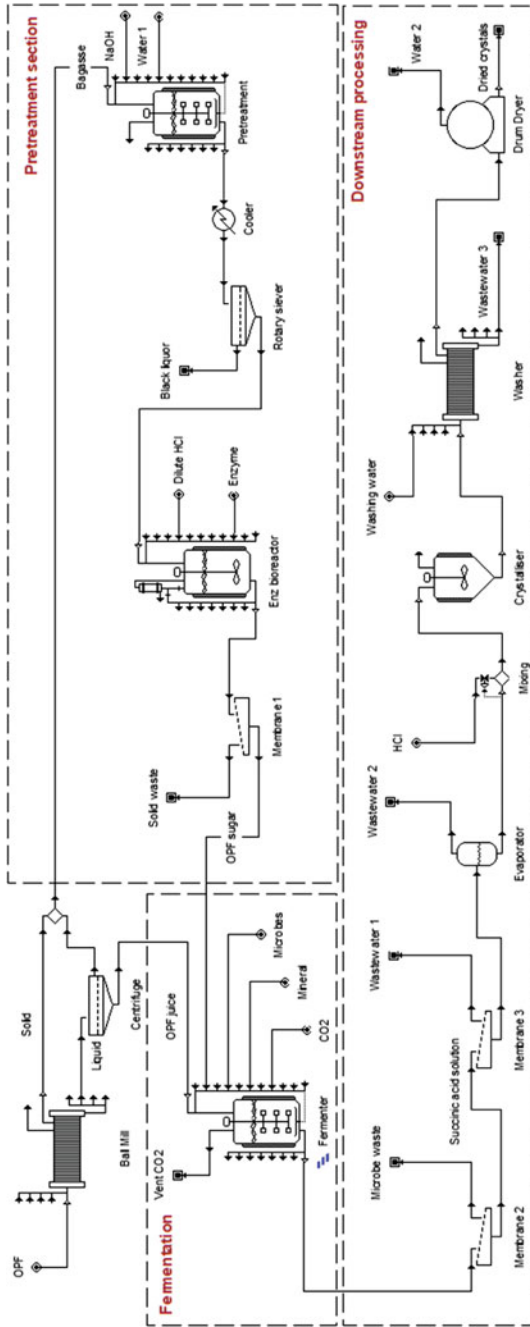 OPF
Ball Mill
Solid
Liquid
Centrifuge
Pretreatment section
Bagasse
NaOH
Water 1
Pretreatment
Cooler
Rotary siever
Black liquor
Dilute HCl
Enzyme
Enz bioreactor
Membrane 1
Solid waste
OPF sugar
Fermentation
OPF juice
Microbes
Mineral
CO2
Vent CO2
Fermenter
Downstream processing
Membrane 2
Microbe waste
Succinic acid solution
Membrane 3
Wastewater 1
Evaporator
Wastewater 2
HCl
Mixing
Crystaliser
Washing water
Washer
Wastewater 3
Drum Dryer
Water 2
Dried crystals